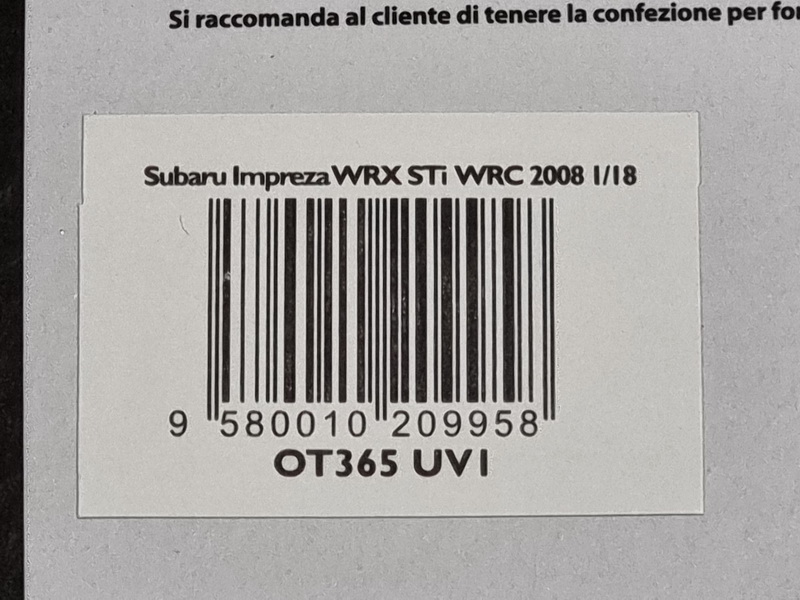 Si raccomanda al cliente di tenere la confezione per
Subaru Impreza WRX STi WRC 2008 1/18
9 580010 209958
OT365 UV1